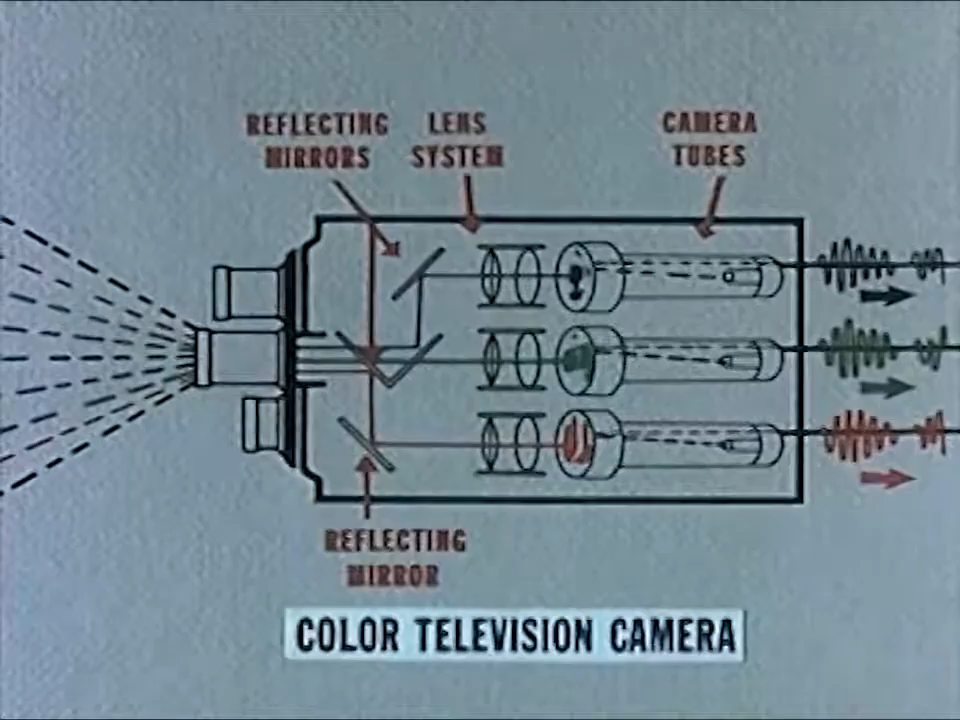 REFLECTING
MIRRORS
LENS
SYSTEM
CAMERA
TUBES
REFLECTING
MIRROR
COLOR TELEVISION CAMERA